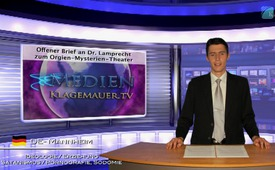 Offener Brief an Dr. Lamprecht
zum Orgien-Mysterien-Theater
MEDIEN
KLAGEMAUER.TV
DE-MANNHEIM
SATANISMUS/PORNOGRAFIE, SODOMIE